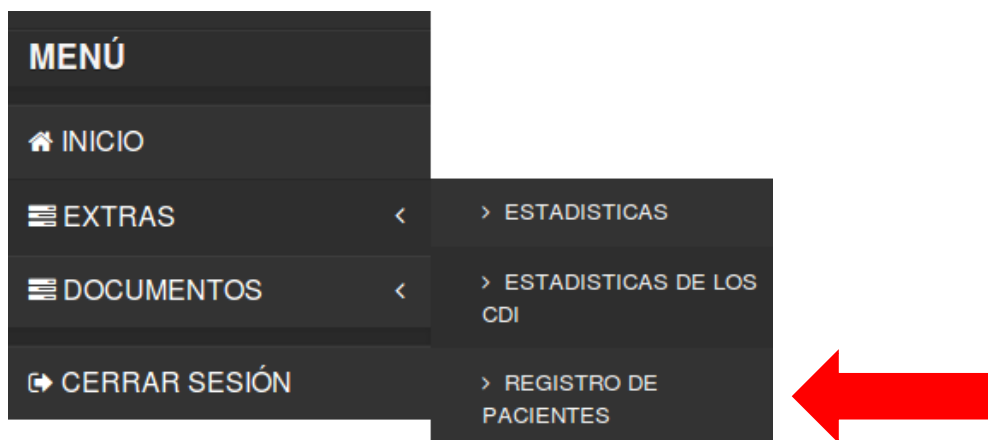 MENÚ
INICIO
EXTRAS
DOCUMENTOS
CERRAR SESIÓN
ESTADISTICAS
ESTADISTICAS DE LOS
CDI
REGISTRO DE
PACIENTES